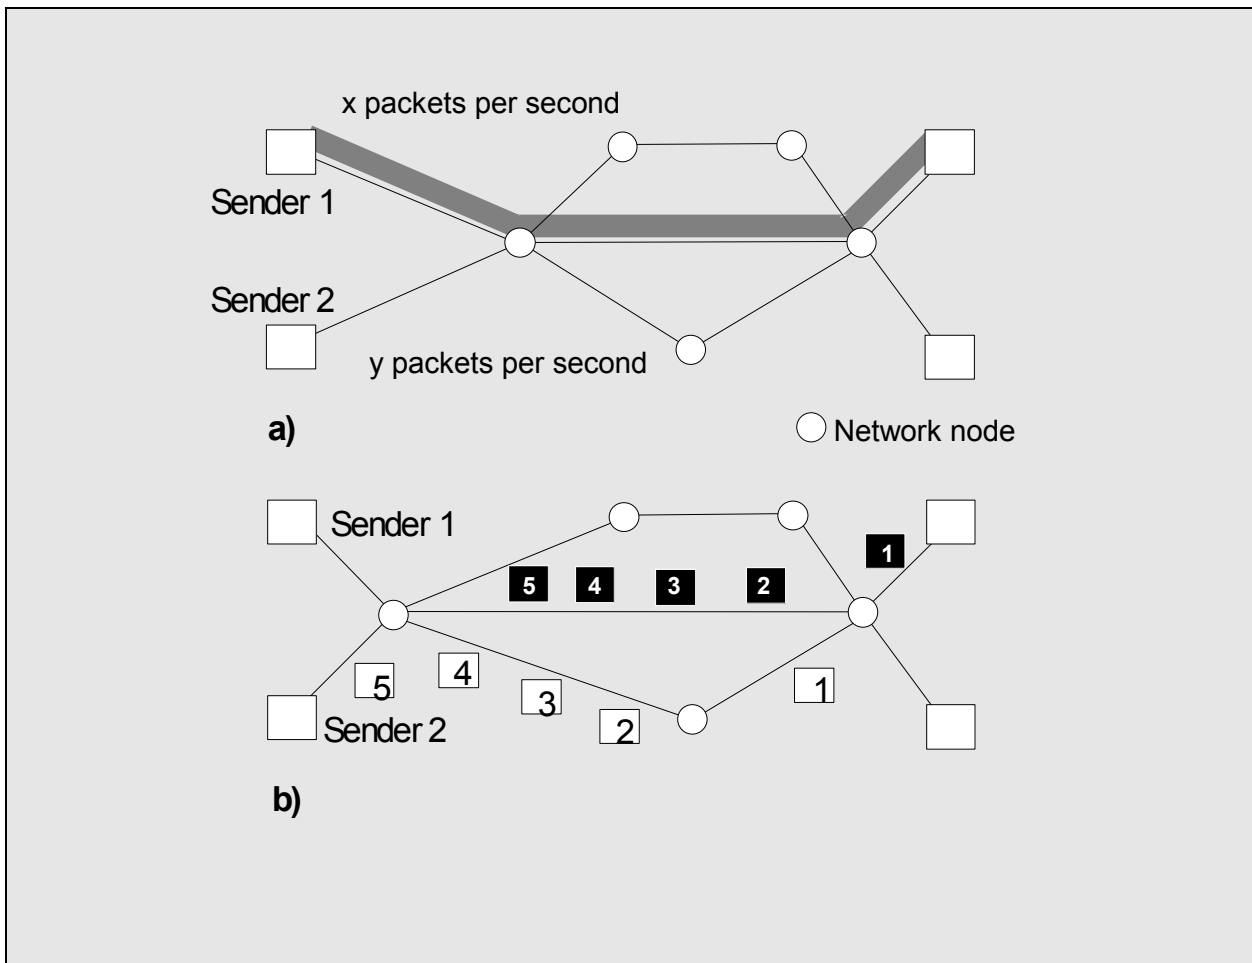 x packets per second
Sender 1
Sender 2
y packets per second
a)
Network node
Sender 1
1
5 4 3 2
5 4 3 2 1
Sender 2
b)